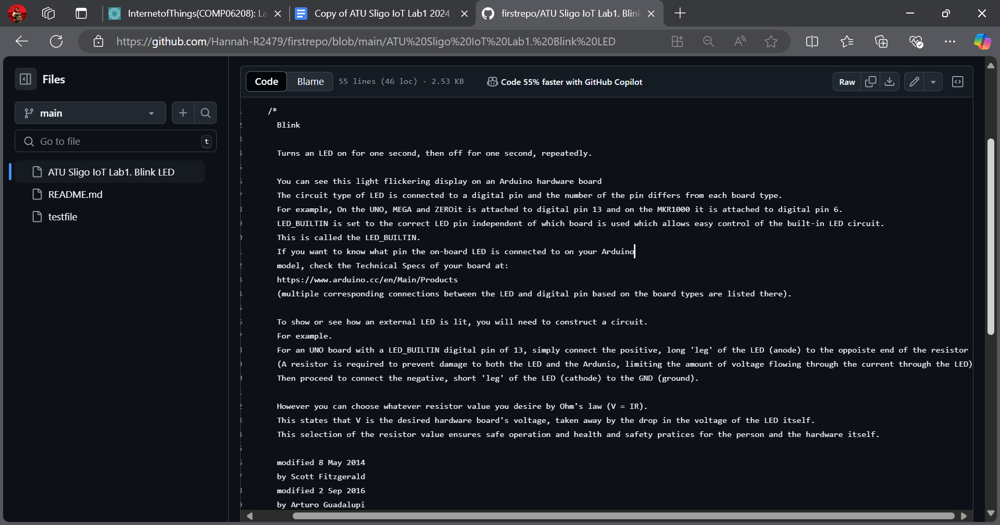 InternetofThings(COMP06208): La
Copy of ATU Sligo IoT Lab1 2024
firstrepo/ATU Sligo IoT Lab1. Blink
https://github.com/Hannah-R2479/firstrepo/blob/main/ATU%20Sligo%20IoT%20Lab1.%20Blink%20LED
Files
main
Go to file
t
ATU Sligo IoT Lab1. Blink LED
README.md
testfile
Code
Blame
55 lines (46 loc) · 2.53 KB
Code 55% faster with GitHub Copilot
Raw
/*
Blink
Turns an LED on for one second, then off for one second, repeatedly.
You can see this light flickering display on an Arduino hardware board
The circuit type of LED is connected to a digital pin and the number of the pin differs from each board type.
For example, On the UNO, MEGA and ZEROit is attached to digital pin 13 and on the MKR1000 it is attached to digital pin 6.
LED_BUILTIN is set to the correct LED pin independent of which board is used which allows easy control of the built-in LED circuit.
This is called the LED_BUILTIN.
If you want to know what pin the on-board LED is connected to on your Arduino
model, check the Technical Specs of your board at:
https://www.arduino.cc/en/Main/Products
(multiple corresponding connections between the LED and digital pin based on the board types are listed there).
To show or see how an external LED is lit, you will need to construct a circuit.
For example.
For an UNO board with a LED_BUILTIN digital pin of 13, simply connect the positive, long 'leg' of the LED (anode) to the oppoiste end of the resistor
(A resistor is required to prevent damage to both the LED and the Ardunio, limiting the amount of voltage flowing through the current through the LED)
Then proceed to connect the negative, short 'leg' of the LED (cathode) to the GND (ground).
However you can choose whatever resistor value you desire by Ohm's law (V = IR).
This states that V is the desired hardware board's voltage, taken away by the drop in the voltage of the LED itself.
This selection of the resistor value ensures safe operation and health and safety pratices for the person and the hardware itself.
modified 8 May 2014
by Scott Fitzgerald
modified 2 Sep 2016
by Arturo Guadalupi